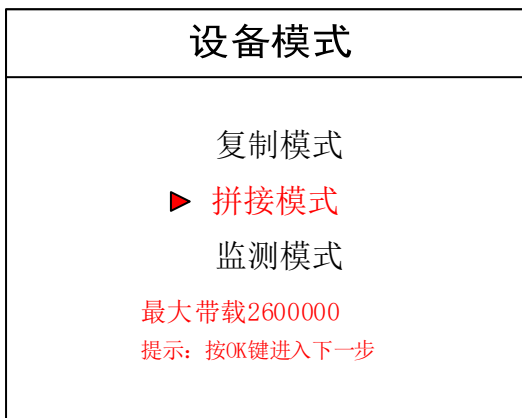 设备模式
复制模式
拼接模式
监测模式
最大带载2600000
提示：按OK键进入下一步